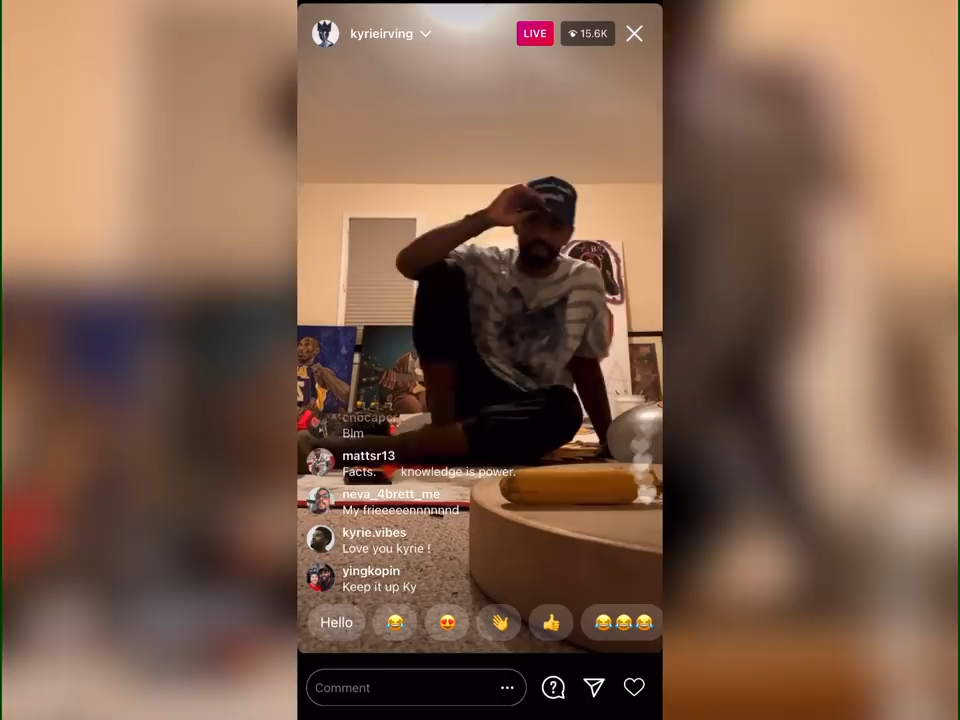 kyrieirving
LIVE
15.6K
Blm
mattsr13
Facts. knowledge is power.
neva_4brett_me
My frieeeeennnnnnd
kyrie.vibes
Love you kyrie !
yingkopin
Keep it up Ky
Hello
Comment